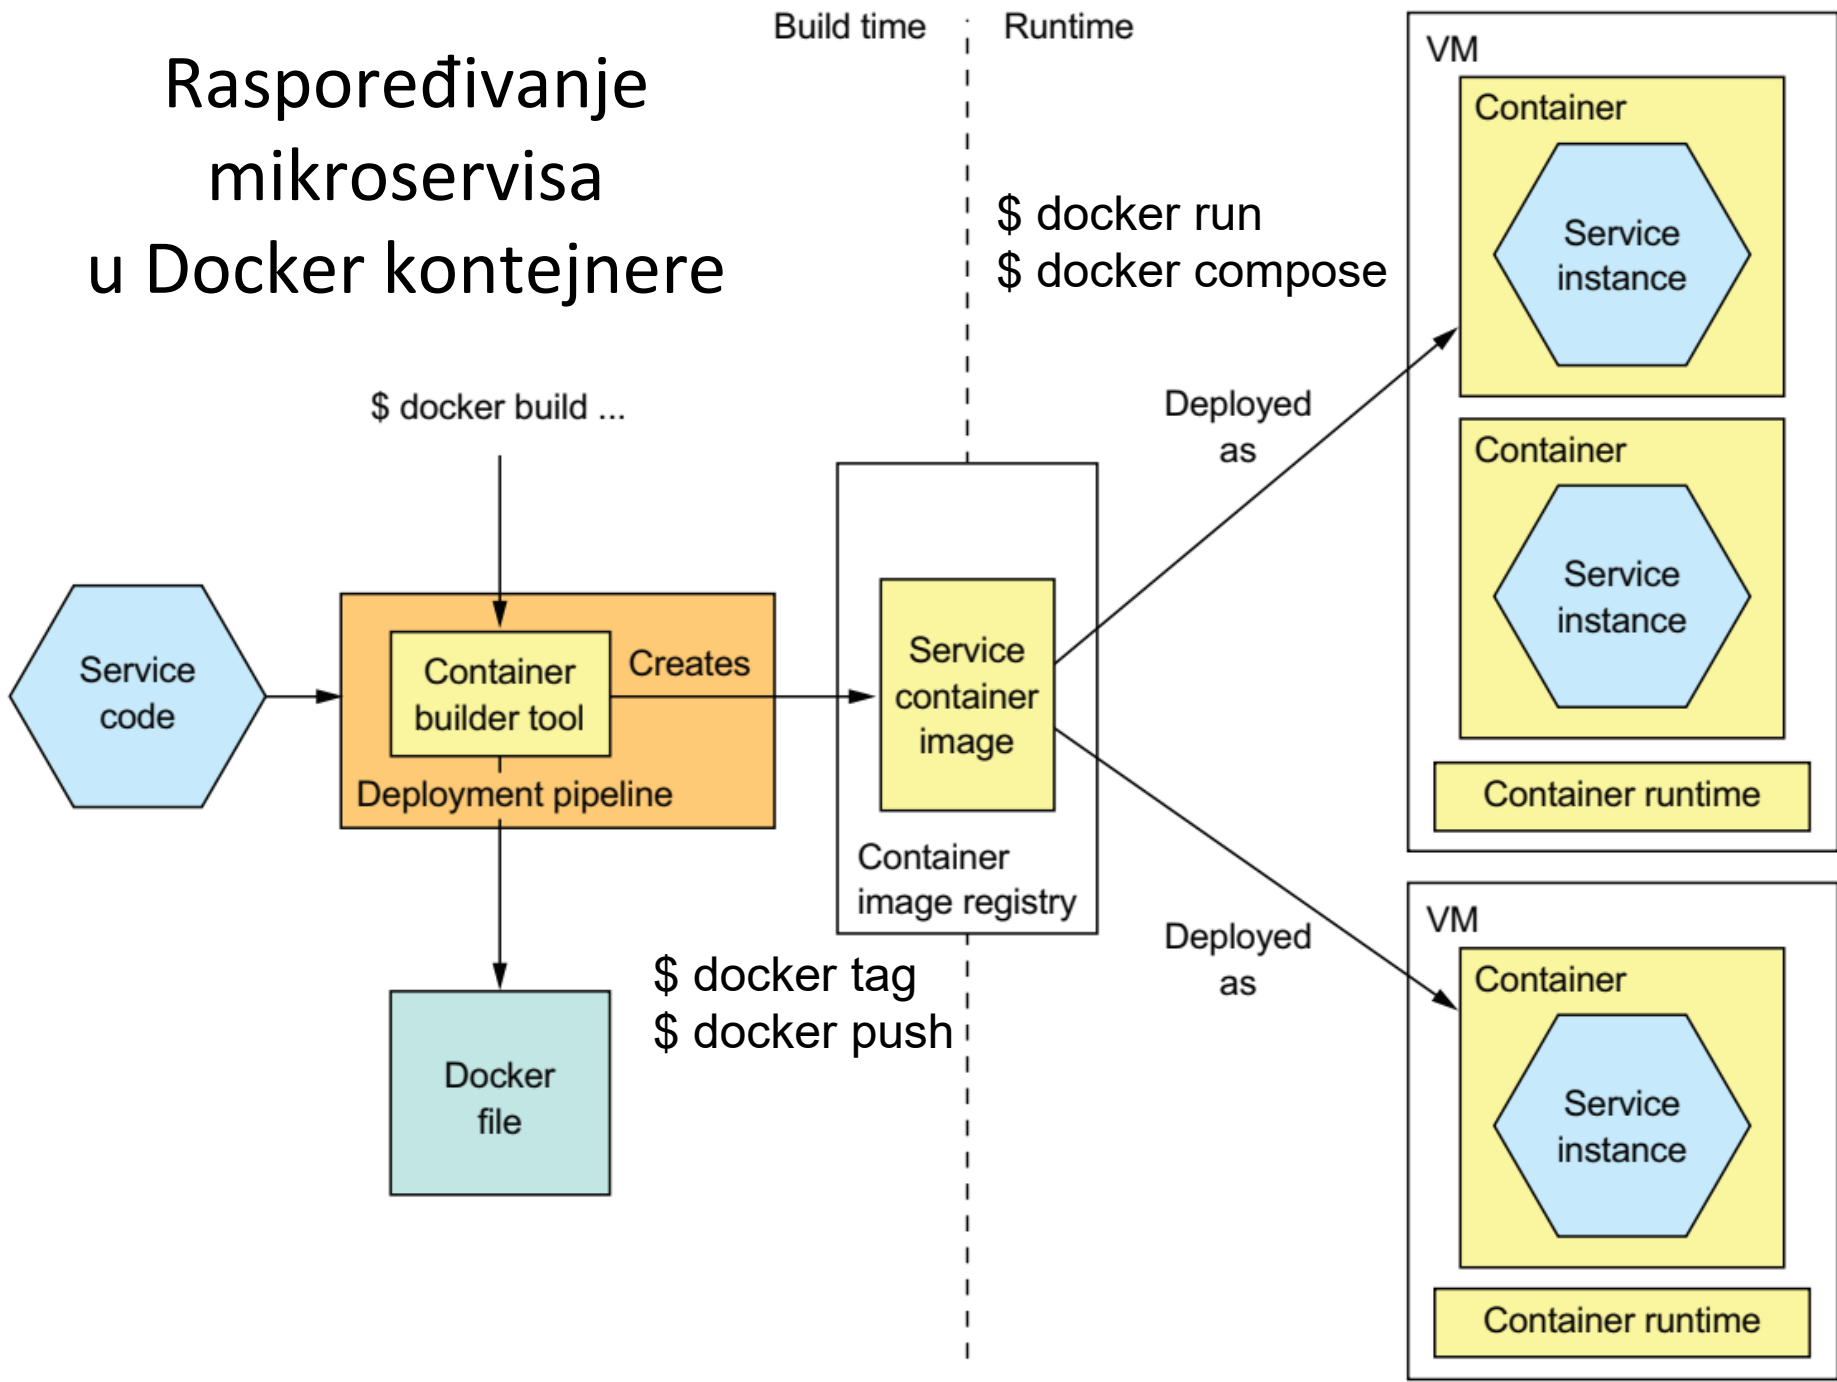 Raspoređivanje
mikroservisa
u Docker kontejnere
Build time
Runtime
$ docker run
$ docker compose
$ docker build ...
Service
code
Container
builder tool
Creates
Deployment pipeline
Docker
file
$ docker tag
$ docker push
Service
container
image
Container
image registry
Deployed
as
Deployed
as
VM
Container
Service
instance
Container
Service
instance
Container runtime
VM
Container
Service
instance
Container runtime